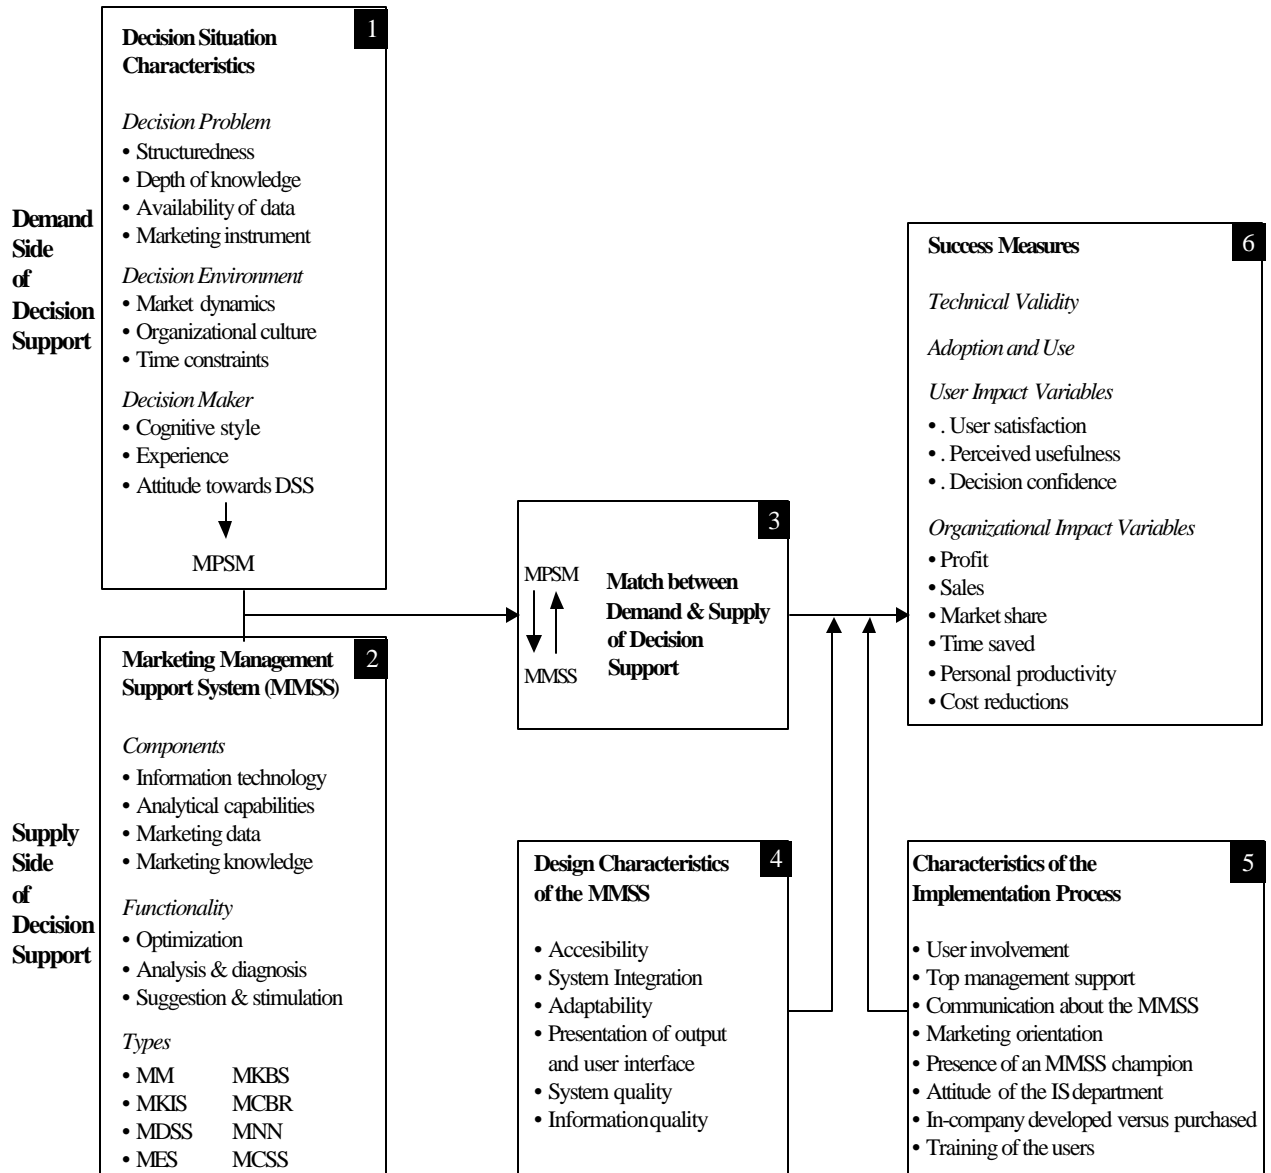 Demand
Side
of
Decision
Support
1
Decision Situation
Characteristics
Decision Problem
• Structuredness
• Depth of knowledge
• Availability of data
• Marketing instrument
Decision Environment
• Market dynamics
• Organizational culture
• Time constraints
Decision Maker
• Cognitive style
• Experience
• Attitude towards DSS
MPSM
Supply
Side
of
Decision
Support
2
Marketing Management
Support System (MMSS)
Components
• Information technology
• Analytical capabilities
• Marketing data
• Marketing knowledge
Functionality
• Optimization
• Analysis & diagnosis
• Suggestion & stimulation
Types
• MM MKBS
• MKIS MCBR
• MDSS MNN
• MES MCSS
3
MPSM
MMSS
Match between
Demand & Supply
of Decision
Support
4
Design Characteristics
of the MMSS
• Accesibility
• System Integration
• Adaptability
• Presentation of output
and user interface
• System quality
• Information quality
5
Characteristics of the
Implementation Process
• User involvement
• Top management support
• Communication about the MMSS
• Marketing orientation
• Presence of an MMSS champion
• Attitude of the IS department
• In-company developed versus purchased
• Training of the users
6
Success Measures
Technical Validity
Adoption and Use
User Impact Variables
• . User satisfaction
• . Perceived usefulness
• . Decision confidence
Organizational Impact Variables
• Profit
• Sales
• Market share
• Time saved
• Personal productivity
• Cost reductions